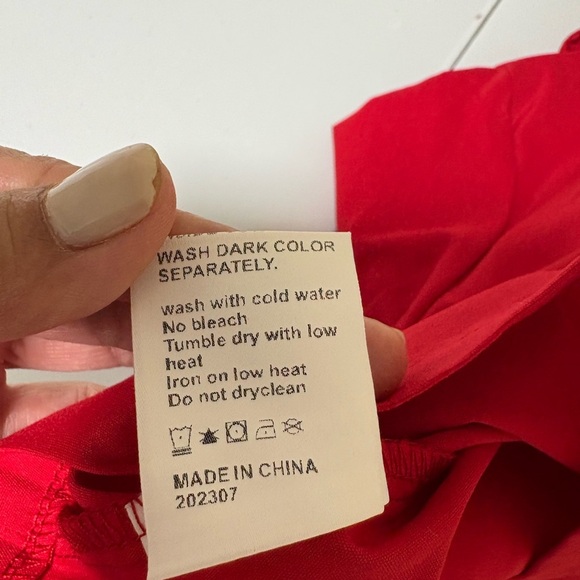 WASH DARK COLOR
SEPARATELY.
wash with cold water
No bleach
Tumble dry with low
heat
Iron on low heat
Do not dryclean
MADE IN CHINA
202307